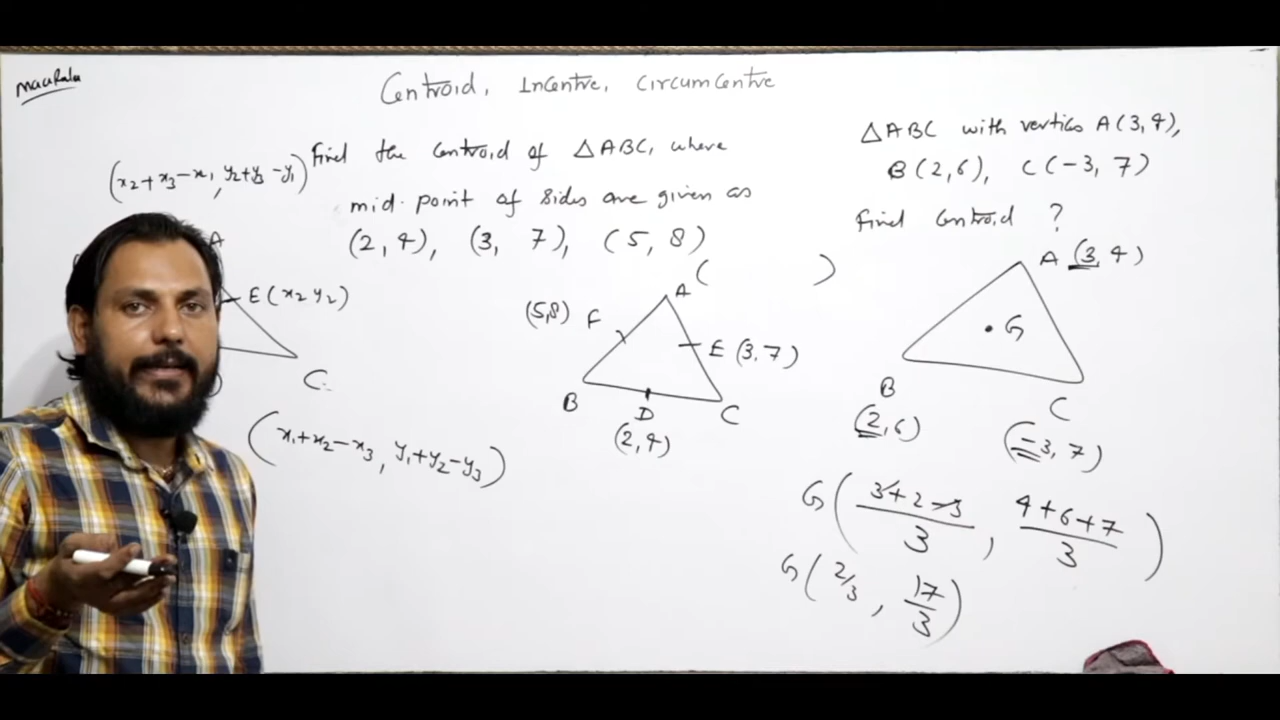 Centroid, Incentre, Circumcentre
(x₂+x₃-x₁, y₂+y₃-y₁)
A
E(x₂ y₂)
C
(x₁+x₂-x₃, y₁+y₂-y₃)
Find the centroid of △ABC, where
mid-point of sides are given as
(2, 4), (3, 7), (5, 8)
A ( )
(5,8) F
E (3, 7)
B
D
C
(2,4)
△ABC with vertics A(3, 4),
B(2, 6), C(-3, 7)
Find Centroid ?
A (3, 4)
G
B
C
(2, 6)
(-3, 7)
G((3+2-3)/3, (4+6+7)/3)
G(2/3, 17/3)